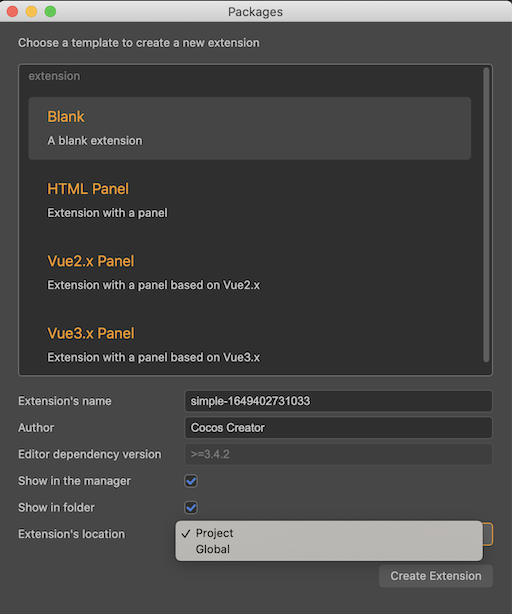 Packages
Choose a template to create a new extension
extension
Blank
A blank extension
HTML Panel
Extension with a panel
Vue2.x Panel
Extension with a panel based on Vue2.x
Vue3.x Panel
Extension with a panel based on Vue3.x
Extension's name simple-1649402731033
Author Cocos Creator
Editor dependency version >=3.4.2
Show in the manager
Show in folder
Extension's location ✓ Project
Global
Create Extension